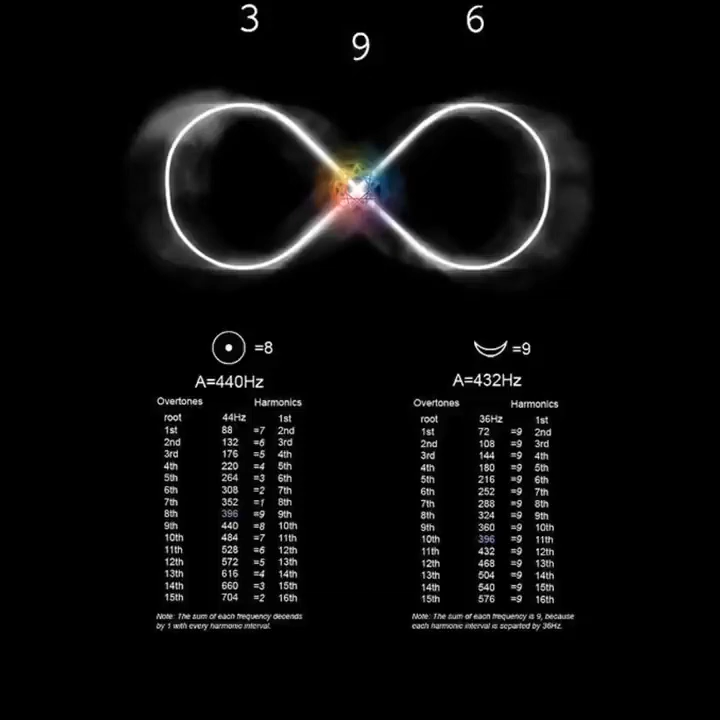 3 6
9
=8
=9
A=440Hz
A=432Hz
Overtones Harmonics
root 44Hz 1st
1st 88 =7 2nd
2nd 132 =6 3rd
3rd 176 =5 4th
4th 220 =4 5th
5th 264 =3 6th
6th 308 =2 7th
7th 352 =1 8th
8th 396 =9 9th
9th 440 =8 10th
10th 484 =7 11th
11th 528 =6 12th
12th 572 =5 13th
13th 616 =4 14th
14th 660 =3 15th
15th 704 =2 16th
Note: The sum of each frequency decends
by 1 with every harmonic interval.
Overtones Harmonics
root 36Hz 1st
1st 72 =9 2nd
2nd 108 =9 3rd
3rd 144 =9 4th
4th 180 =9 5th
5th 216 =9 6th
6th 252 =9 7th
7th 288 =9 8th
8th 324 =9 9th
9th 360 =9 10th
10th 396 =9 11th
11th 432 =9 12th
12th 468 =9 13th
13th 504 =9 14th
14th 540 =9 15th
15th 576 =9 16th
Note: The sum of each frequency is 9, because
each harmonic interval is separted by 36Hz.